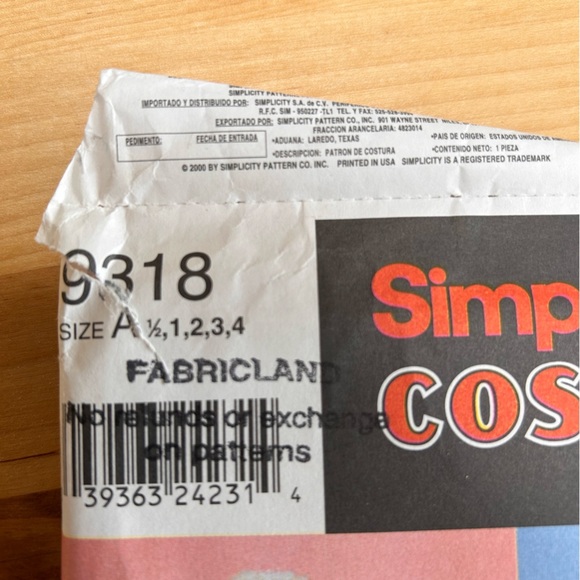 SIMPLICITY PATTERN
IMPORTADO Y DISTRIBUIDO POR: SIMPLICITY S.A. de C.V.
R.F.C. SIM - 950227 -TL1 TEL. Y FAX:
EXPORTADO POR: SIMPLICITY PATTERN CO., INC. 901 WAYNE STREET
FRACCION ARANCELARIA: 4823014
PEDIMENTO: FECHA DE ENTRADA
•ADUANA: LAREDO, TEXAS •PAIS DE ORIGEN: ESTADOS UNIDOS DE
•DESCRIPCION: PATRON DE COSTURA •CONTENIDO NETO: 1 PIEZA
© 2000 BY SIMPLICITY PATTERN CO. INC. PRINTED IN USA SIMPLICITY IS A REGISTERED TRADEMARK
9318
SIZE A ½,1,2,3,4
FABRICLAND
No refunds or exchange
on patterns
39363 24231 4
Simp
COS